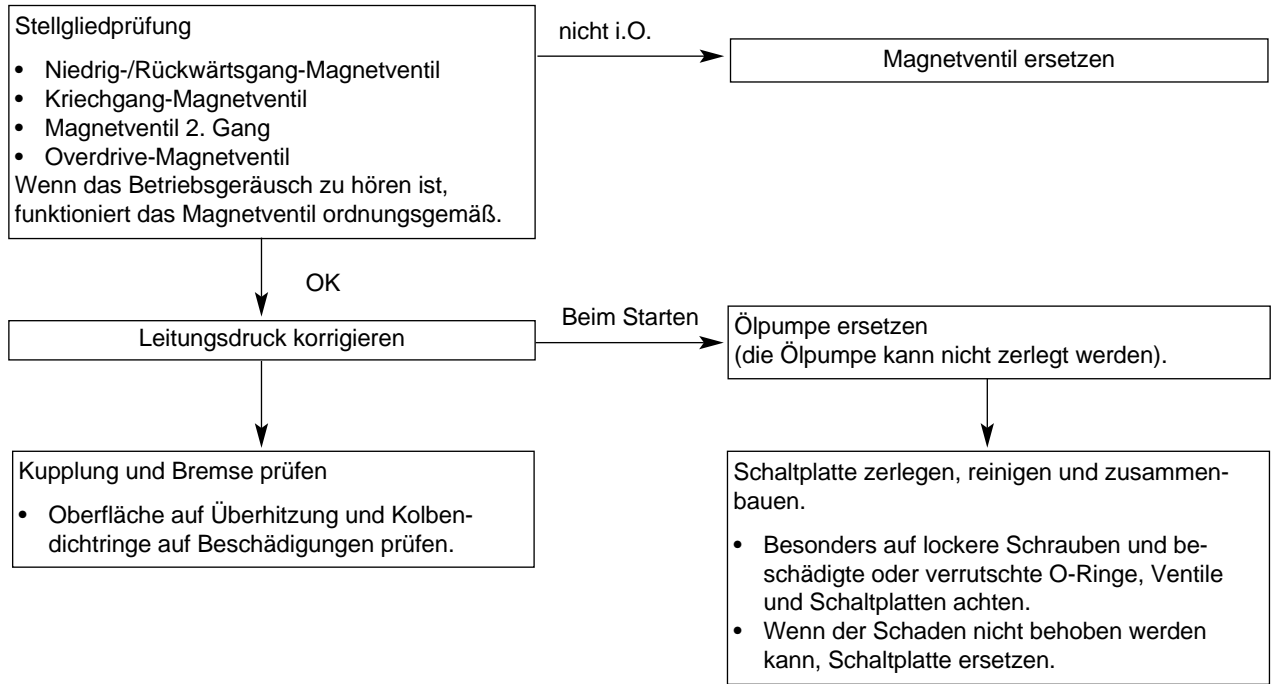 Stellgliedprüfung
• Niedrig-/Rückwärtsgang-Magnetventil
• Kriechgang-Magnetventil
• Magnetventil 2. Gang
• Overdrive-Magnetventil
Wenn das Betriebsgeräusch zu hören ist,
funktioniert das Magnetventil ordnungsgemäß.
nicht i.O.
Magnetventil ersetzen
OK
Leitungsdruck korrigieren
Beim Starten
Ölpumpe ersetzen
(die Ölpumpe kann nicht zerlegt werden).
Kupplung und Bremse prüfen
• Oberfläche auf Überhitzung und Kolben-
dichtringe auf Beschädigungen prüfen.
Schaltplatte zerlegen, reinigen und zusammen-
bauen.
• Besonders auf lockere Schrauben und be-
schädigte oder verrutschte O-Ringe, Ventile
und Schaltplatten achten.
• Wenn der Schaden nicht behoben werden
kann, Schaltplatte ersetzen.